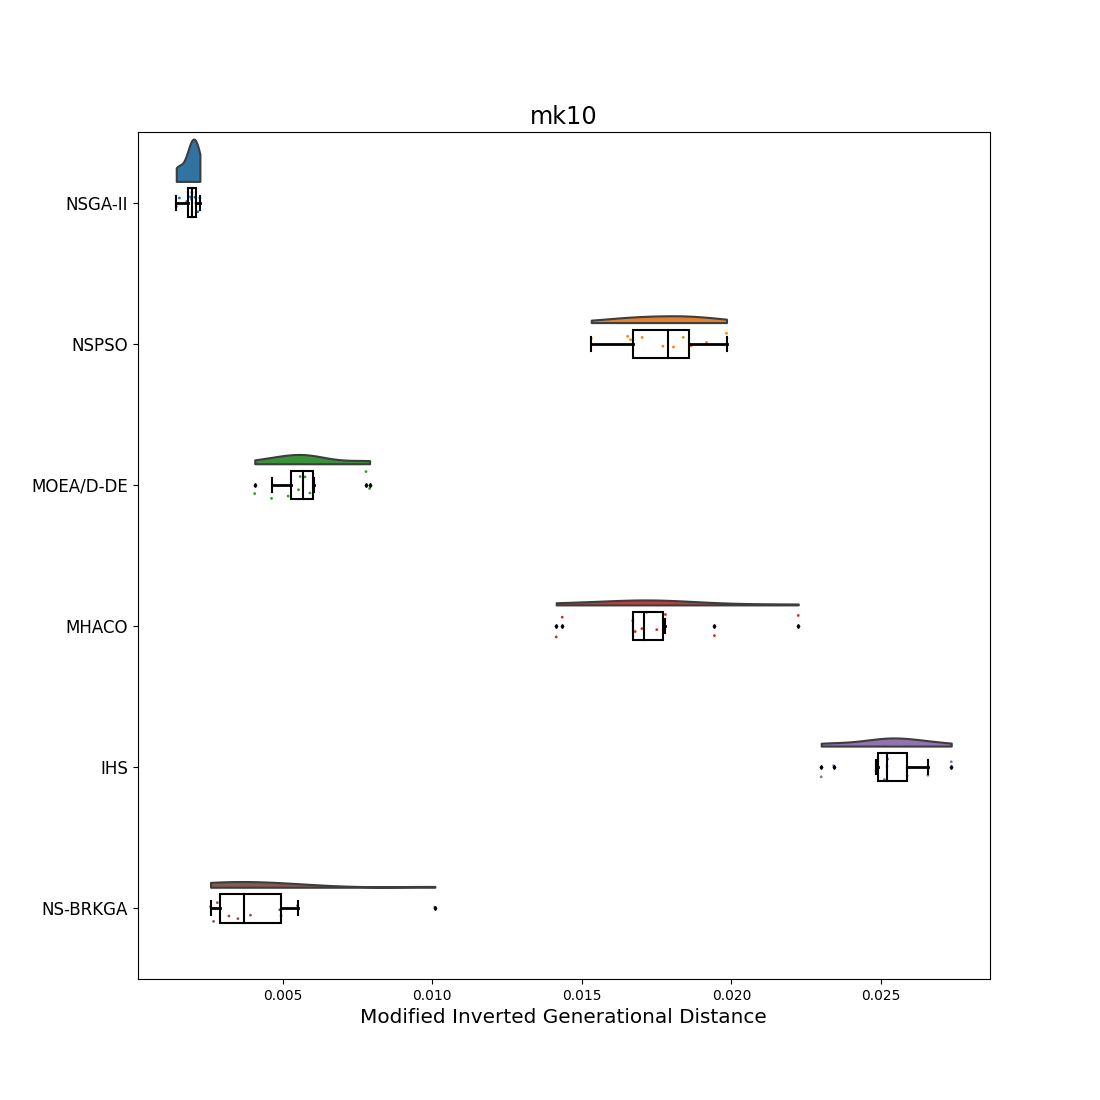 mk10
NSGA-II
NSPSO
MOEA/D-DE
MHACO
IHS
NS-BRKGA
0.005 0.010 0.015 0.020 0.025
Modified Inverted Generational Distance